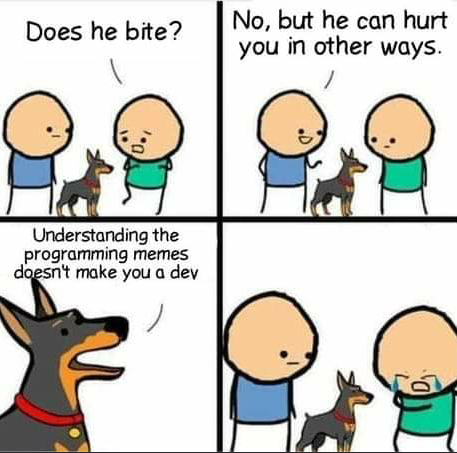 Does he bite?
No, but he can hurt
you in other ways.
Understanding the
programming memes
doesn't make you a dev